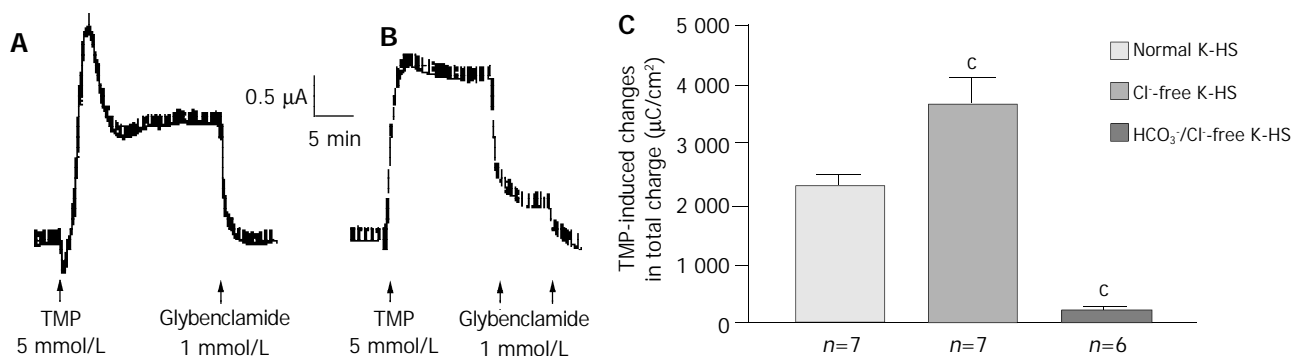 A
0.5 μA
5 min
TMP
5 mmol/L
Glybenclamide
1 mmol/L
B
TMP
5 mmol/L
Glybenclamide
1 mmol/L
C
TMP-induced changes
in total charge (μC/cm²)
5 000
4 000
3 000
2 000
1 000
0
c
c
n=7
n=7
n=6
Normal K-HS
Cl⁻-free K-HS
HCO₃⁻/Cl⁻-free K-HS